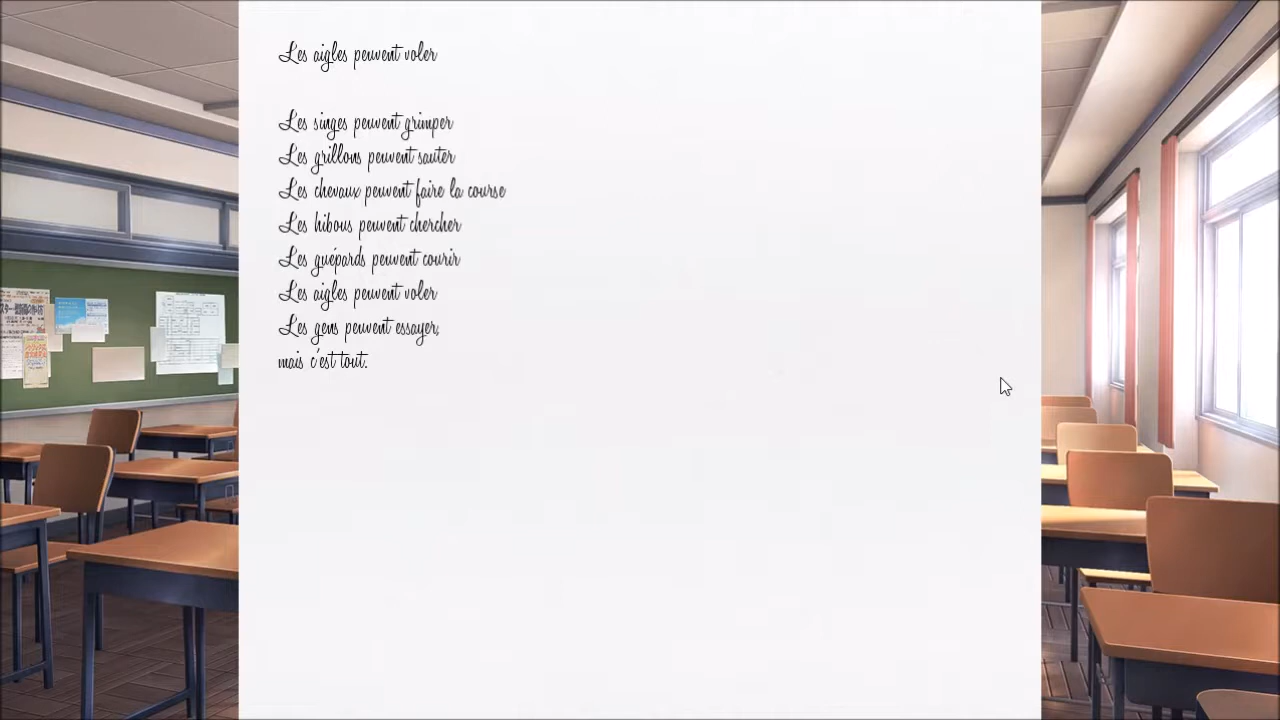 Les aigles peuvent voler
Les singes peuvent grimper
Les grillons peuvent sauter
Les chevaux peuvent faire la course
Les hibous peuvent chercher
Les guépards peuvent courir
Les aigles peuvent voler
Les gens peuvent essayer,
mais c'est tout.